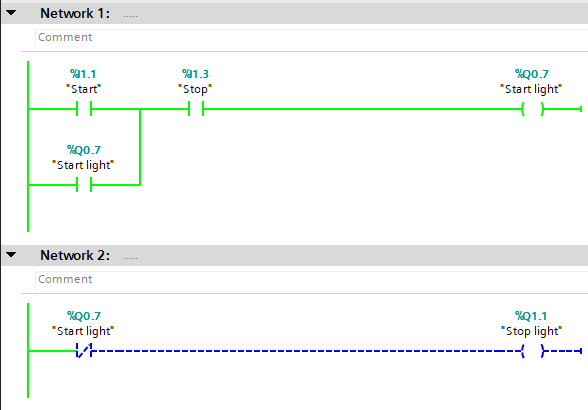 Network 1: .....
Comment
%I1.1 %I1.3 %Q0.7
"Start" "Stop" "Start light"
%Q0.7
"Start light"
Network 2: .....
Comment
%Q0.7 %Q1.1
"Start light" "Stop light"